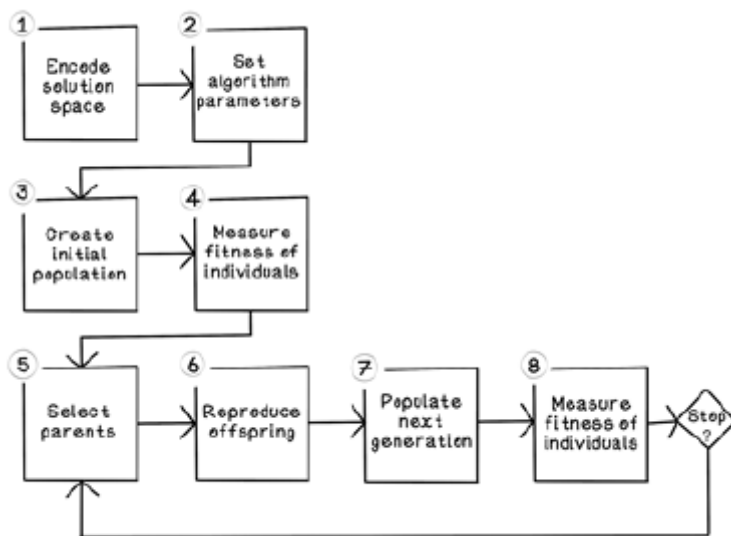 1
Encode
solution
space
2
Set
algorithm
parameters
3
Create
initial
population
4
Measure
fitness of
individuals
5
Select
parents
6
Reproduce
offspring
7
Populate
next
generation
8
Measure
fitness of
individuals
Stop
?